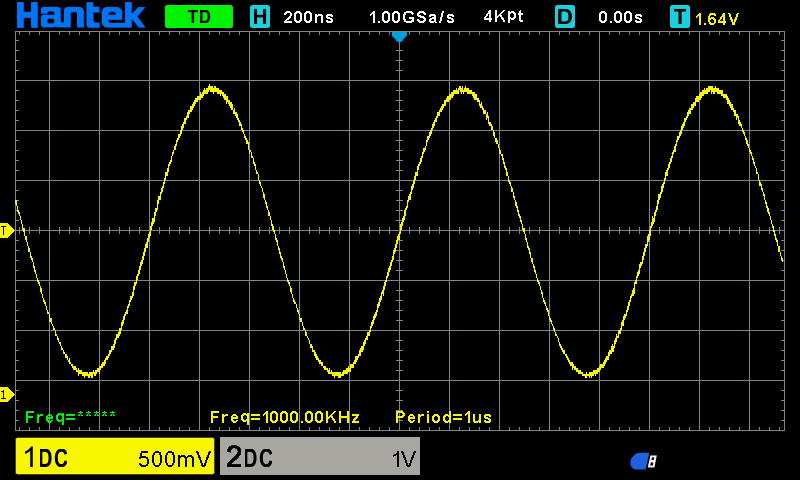 Hantek TD H 200ns 1.00GSa/s 4Kpt D 0.00s T 1.64V
T
1
Freq=***** Freq=1000.00KHz Period=1us
1DC 500mV 2DC 1V